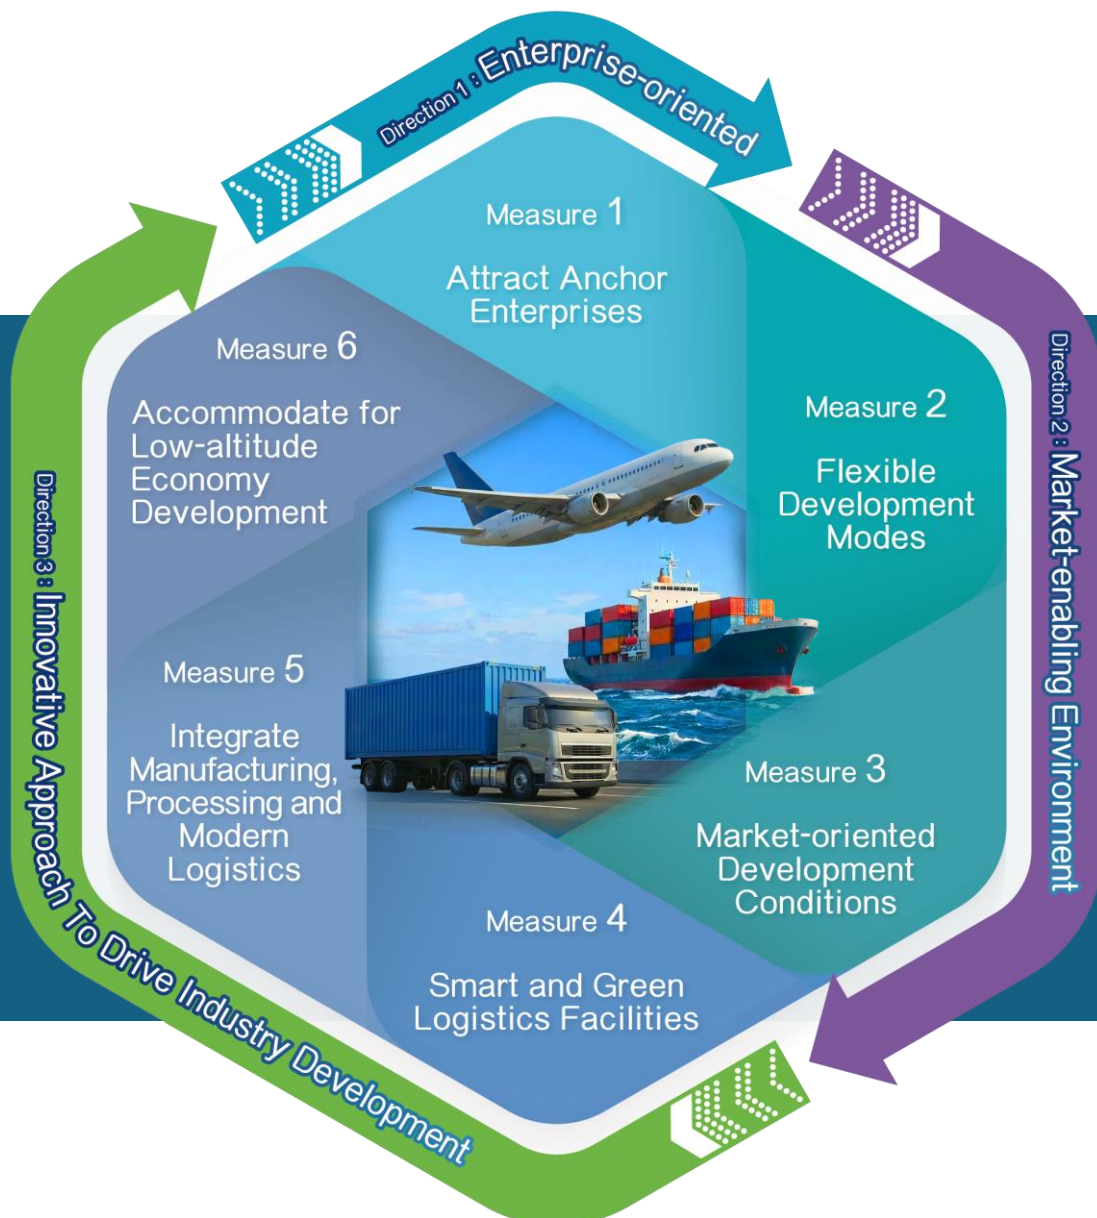 Direction 1 : Enterprise-oriented
Measure 1
Attract Anchor
Enterprises
Direction 2 : Market-enabling Environment
Measure 2
Flexible
Development
Modes
Measure 3
Market-oriented
Development
Conditions
Direction 3 : Innovative Approach To Drive Industry Development
Measure 4
Smart and Green
Logistics Facilities
Measure 5
Integrate
Manufacturing,
Processing and
Modern
Logistics
Measure 6
Accommodate for
Low-altitude
Economy
Development